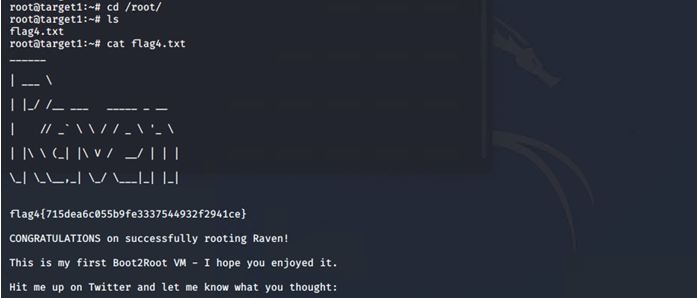 root@target1:~# cd /root/
root@target1:~# ls
flag4.txt
root@target1:~# cat flag4.txt
______
| ___ \
| |_/ /__ ___   _____ _ __
|    // _` \ \ / / _ \ '_ \
| |\ \ (_| |\ V /  __/ | | |
\_| \_\__,_| \_/ \___|_| |_|
flag4{715dea6c055b9fe3337544932f2941ce}
CONGRATULATIONS on successfully rooting Raven!
This is my first Boot2Root VM - I hope you enjoyed it.
Hit me up on Twitter and let me know what you thought: